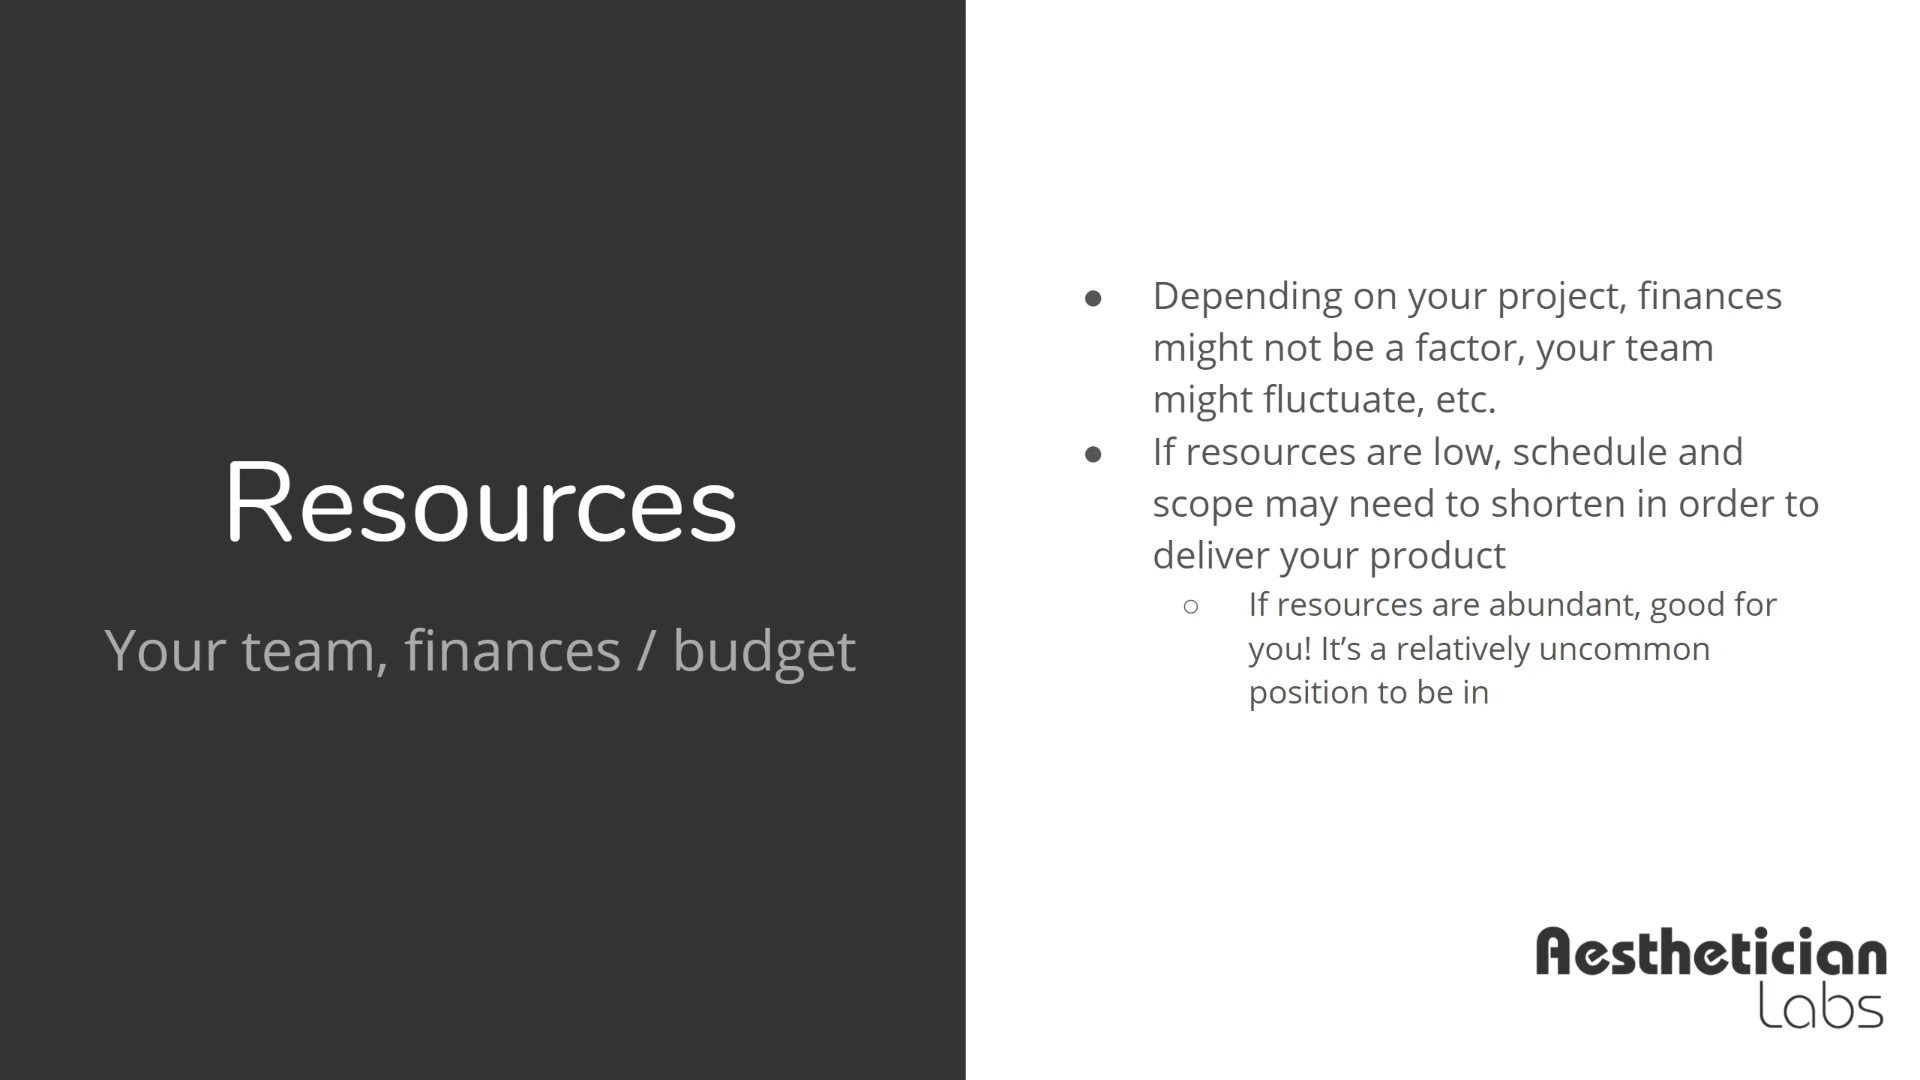 Resources
Your team, finances / budget
● Depending on your project, finances
might not be a factor, your team
might fluctuate, etc.
● If resources are low, schedule and
scope may need to shorten in order to
deliver your product
○ If resources are abundant, good for
you! It’s a relatively uncommon
position to be in
Aesthetician
Labs